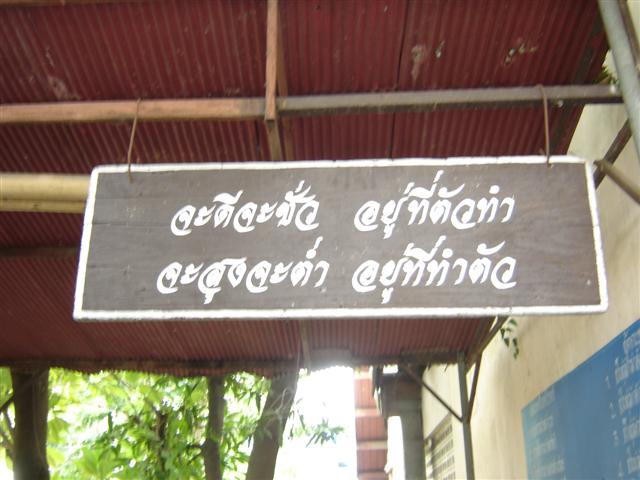 จะดีจะชั่ว อยู่ที่ตัวทำ
จะสูงจะต่ำ อยู่ที่ทำตัว